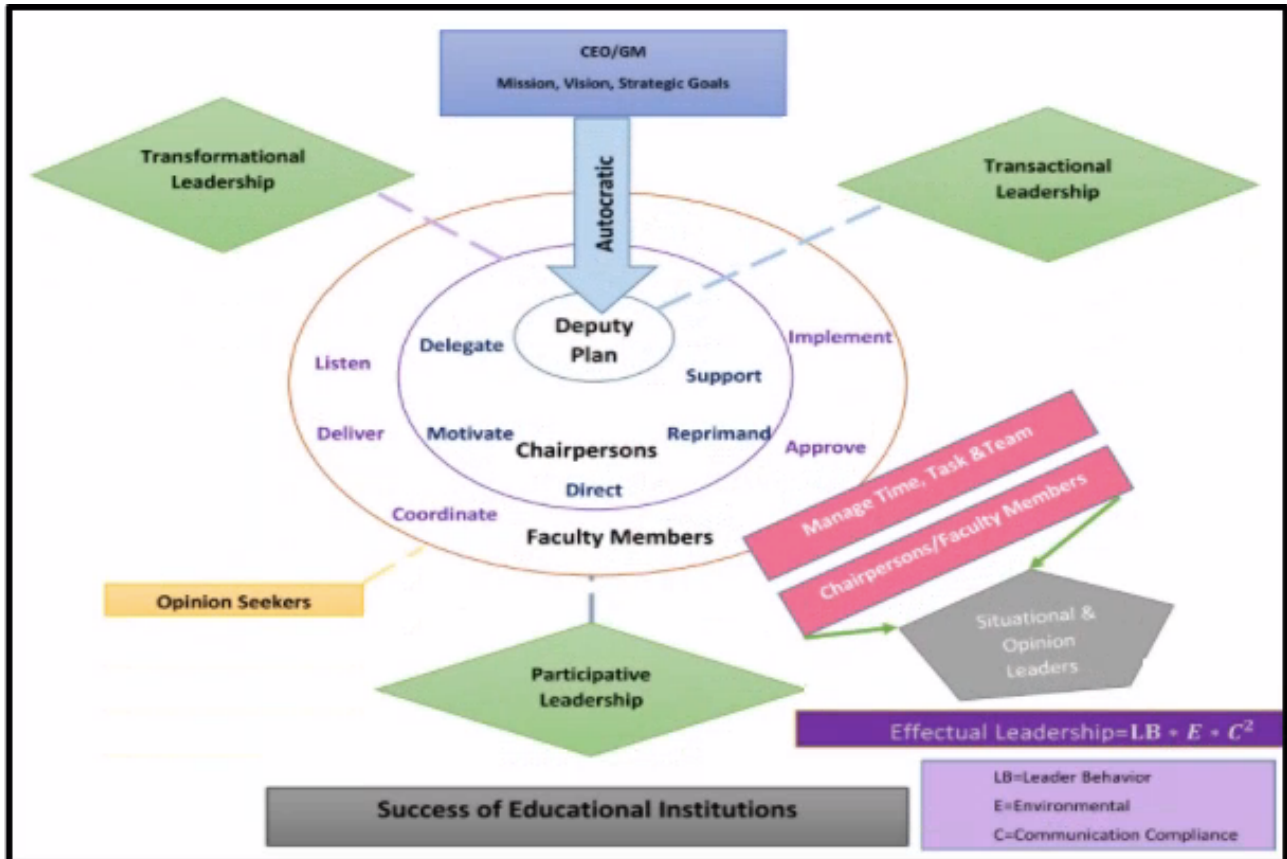 CEO/GM
Mission, Vision, Strategic Goals
Transformational
Leadership
Transactional
Leadership
Autocratic
Deputy
Plan
Delegate
Implement
Listen
Support
Deliver
Motivate
Reprimand
Chairpersons
Approve
Direct
Coordinate
Faculty Members
Manage Time, Task &Team
Chairpersons/Faculty Members
Opinion Seekers
Situational &
Opinion
Leaders
Participative
Leadership
Effectual Leadership=LB * E * C²
LB=Leader Behavior
E=Environmental
C=Communication Compliance
Success of Educational Institutions